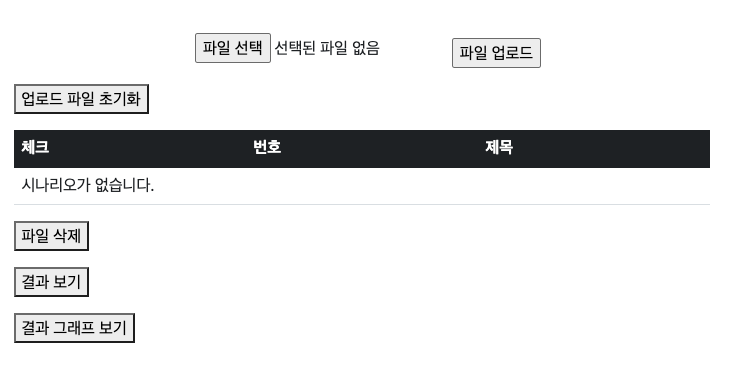 파일 선택 선택된 파일 없음 파일 업로드
업로드 파일 초기화
체크 번호 제목
시나리오가 없습니다.
파일 삭제
결과 보기
결과 그래프 보기